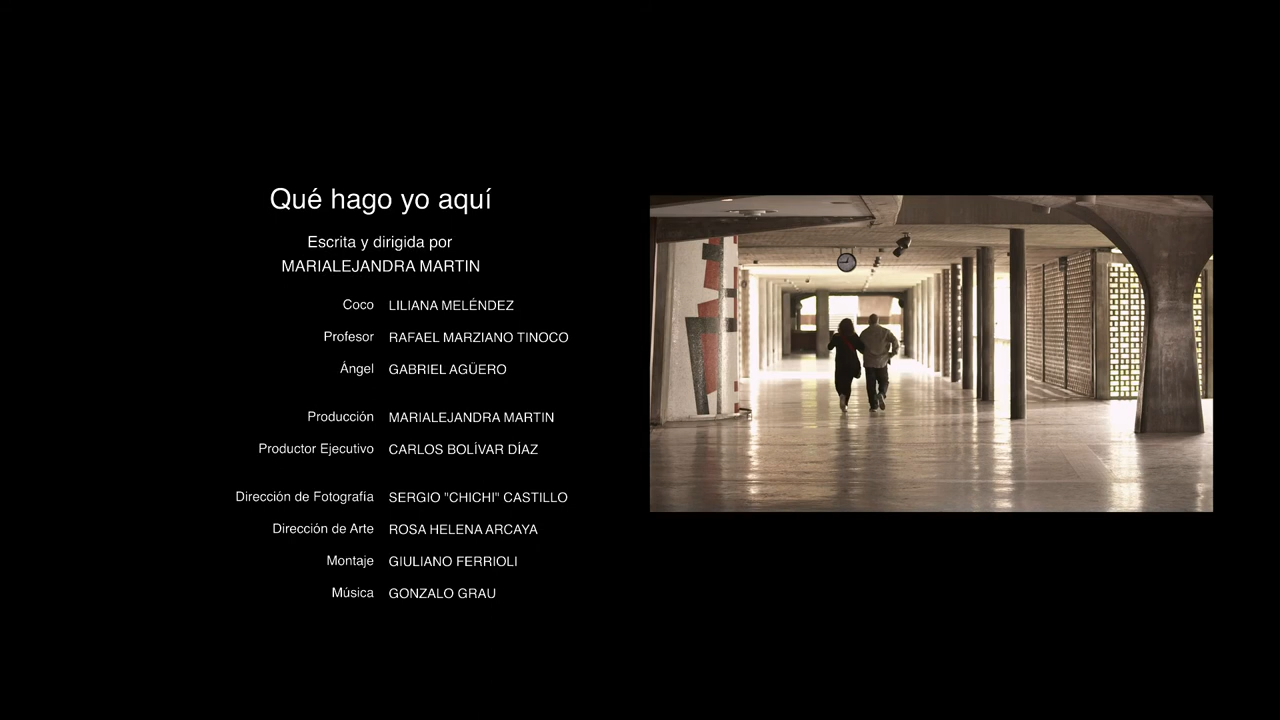 Qué hago yo aquí
Escrita y dirigida por
MARIALEJANDRA MARTIN
Coco LILIANA MELÉNDEZ
Profesor RAFAEL MARZIANO TINOCO
Ángel GABRIEL AGÜERO
Producción MARIALEJANDRA MARTIN
Productor Ejecutivo CARLOS BOLÍVAR DÍAZ
Dirección de Fotografía SERGIO "CHICHI" CASTILLO
Dirección de Arte ROSA HELENA ARCAYA
Montaje GIULIANO FERRIOLI
Música GONZALO GRAU